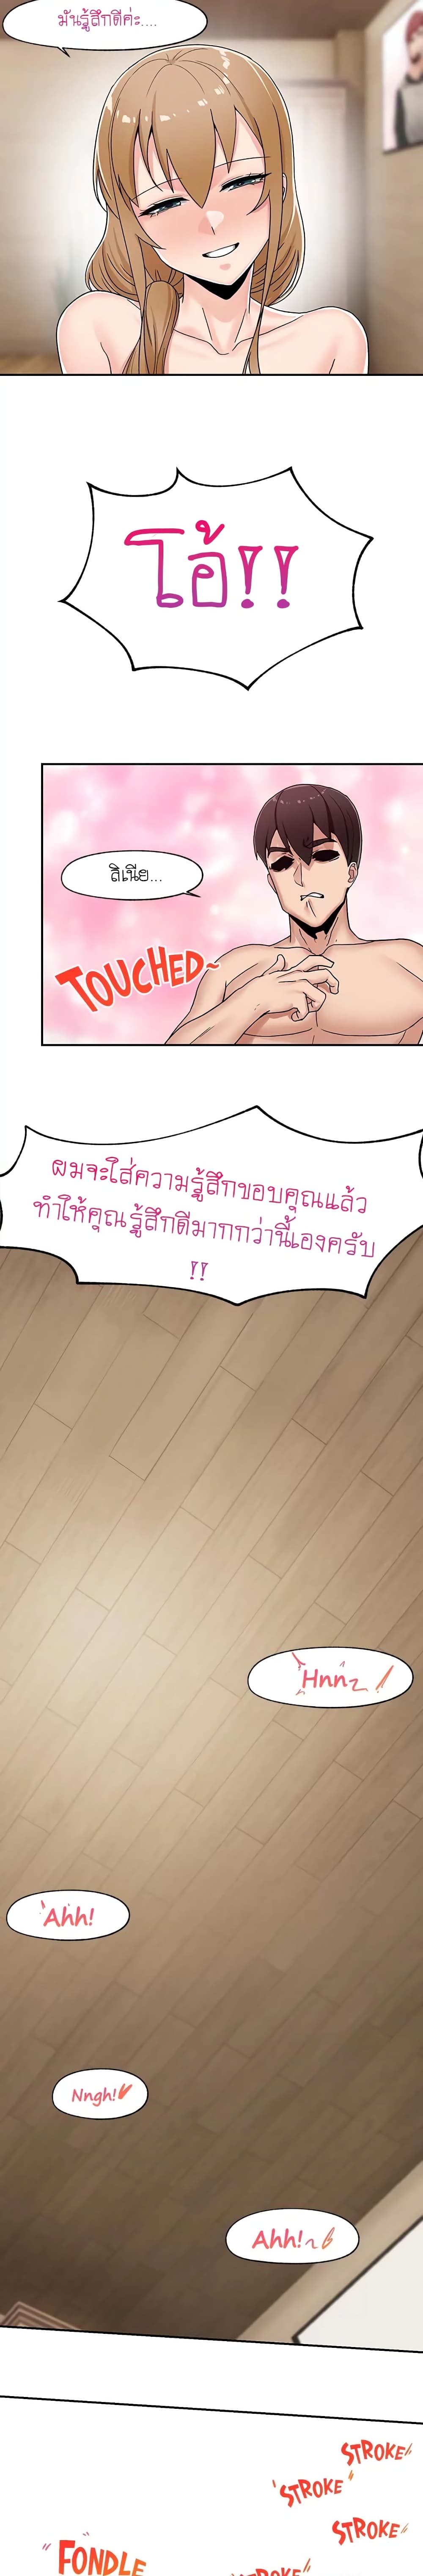 มันรู้สึกดีค่ะ....
โอ้!!
ลิเนีย...
TOUCHED~
ผมจะใส่ความรู้สึกขอบคุณแล้ว
ทำให้คุณรู้สึกดีมากกว่านี้เองครับ
!!
Hnn~!
Ahh!
Nngh!
Ahh!~
STROKE
STROKE
STROKE
FONDLE
STROKE